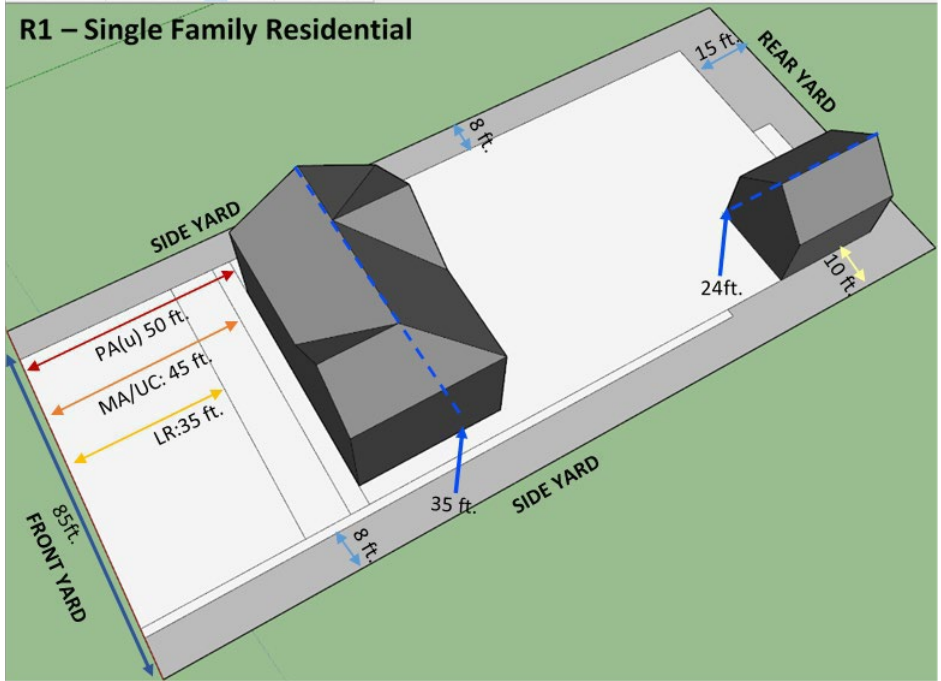 R1 – Single Family Residential
15 ft.
REAR YARD
8 ft.
SIDE YARD
24ft.
10 ft.
PA(u) 50 ft.
MA/UC: 45 ft.
LR:35 ft.
35 ft.
SIDE YARD
85ft.
FRONT YARD
8 ft.